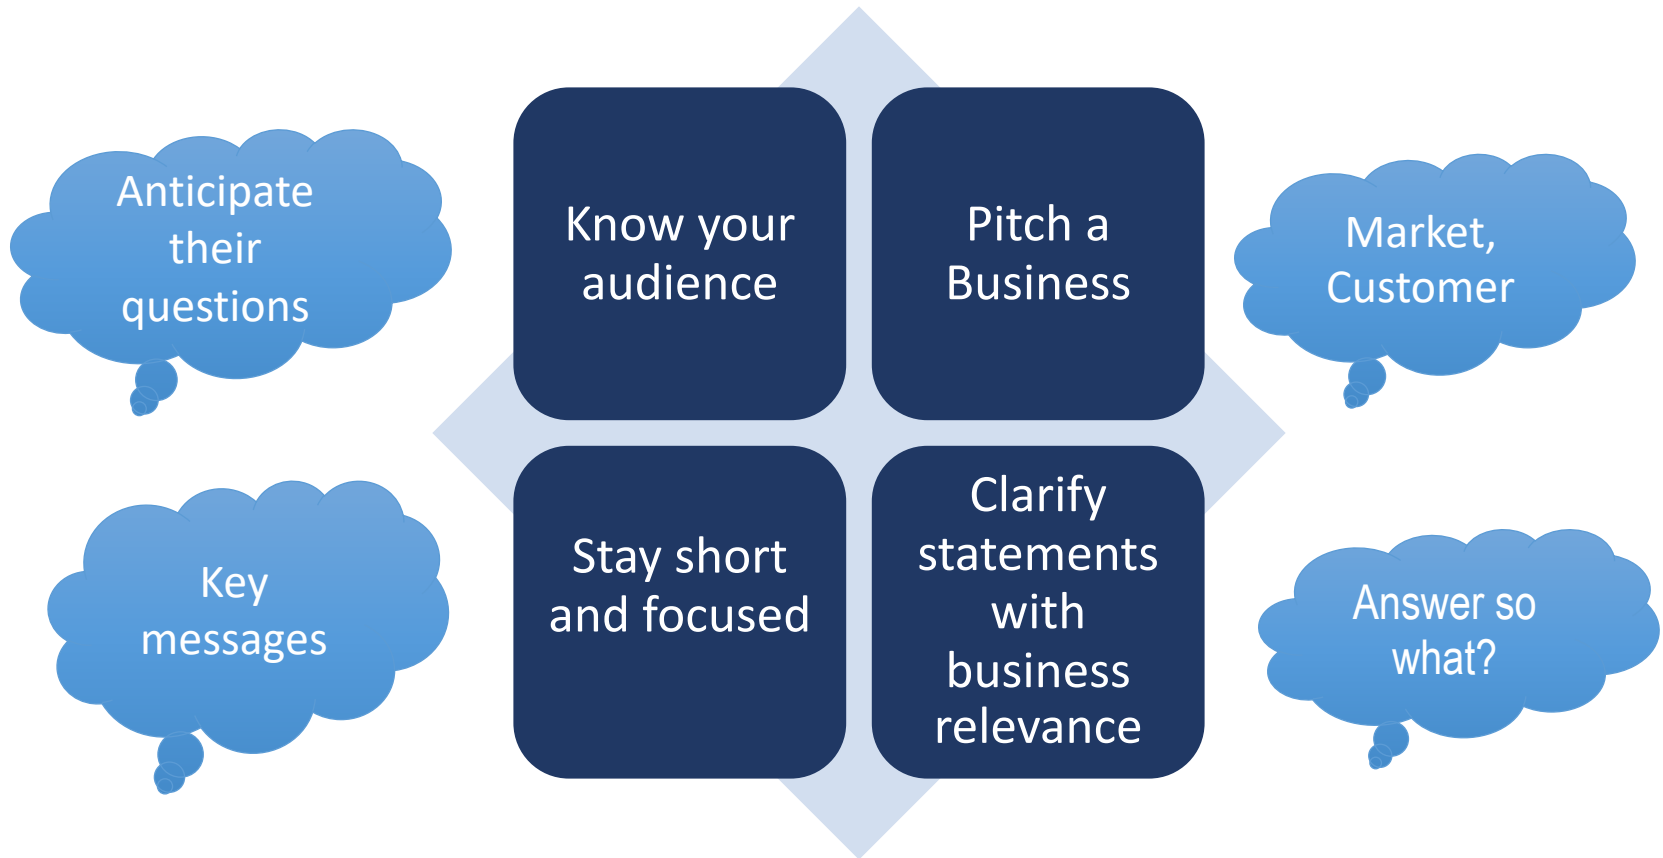 Anticipate
their
questions
Know your
audience
Pitch a
Business
Market,
Customer
Key
messages
Stay short
and focused
Clarify
statements
with
business
relevance
Answer so
what?